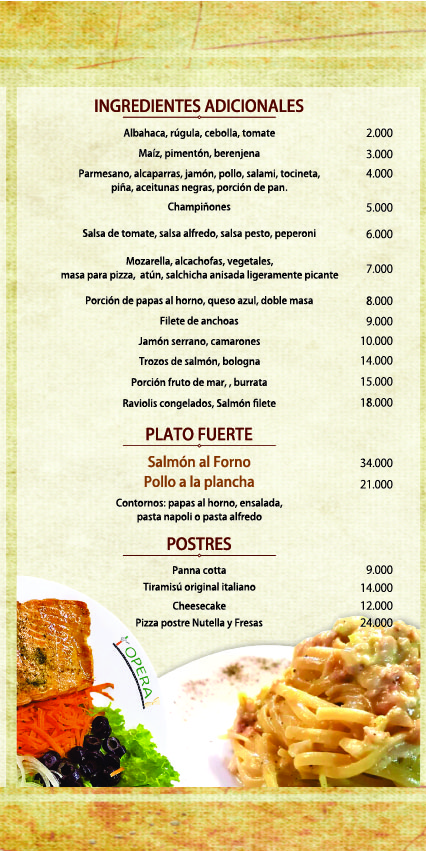 INGREDIENTES ADICIONALES
Albahaca, rúgula, cebolla, tomate 2.000
Maíz, pimentón, berenjena 3.000
Parmesano, alcaparras, jamón, pollo, salami, tocineta, 4.000
piña, aceitunas negras, porción de pan.
Champiñones 5.000
Salsa de tomate, salsa alfredo, salsa pesto, peperoni 6.000
Mozarella, alcachofas, vegetales,
masa para pizza, atún, salchicha anisada ligeramente picante 7.000
Porción de papas al horno, queso azul, doble masa 8.000
Filete de anchoas 9.000
Jamón serrano, camarones 10.000
Trozos de salmón, bologna 14.000
Porción fruto de mar, , burrata 15.000
Raviolis congelados, Salmón filete 18.000
PLATO FUERTE
Salmón al Forno 34.000
Pollo a la plancha 21.000
Contornos: papas al horno, ensalada,
pasta napoli o pasta alfredo
POSTRES
Panna cotta 9.000
Tiramisú original italiano 14.000
Cheesecake 12.000
Pizza postre Nutella y Fresas 24.000
OPERA